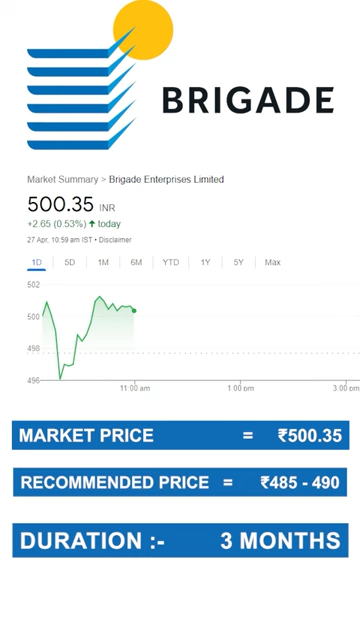 BRIGADE
Market Summary > Brigade Enterprises Limited
500.35 INR
+2.65 (0.53%) ↑ today
27 Apr, 10:59 am IST • Disclaimer
1D 5D 1M 6M YTD 1Y 5Y Max
502
500
498
496
11:00 am 1:00 pm 3:00 pm
MARKET PRICE = ₹500.35
RECOMMENDED PRICE = ₹485 - 490
DURATION :- 3 MONTHS